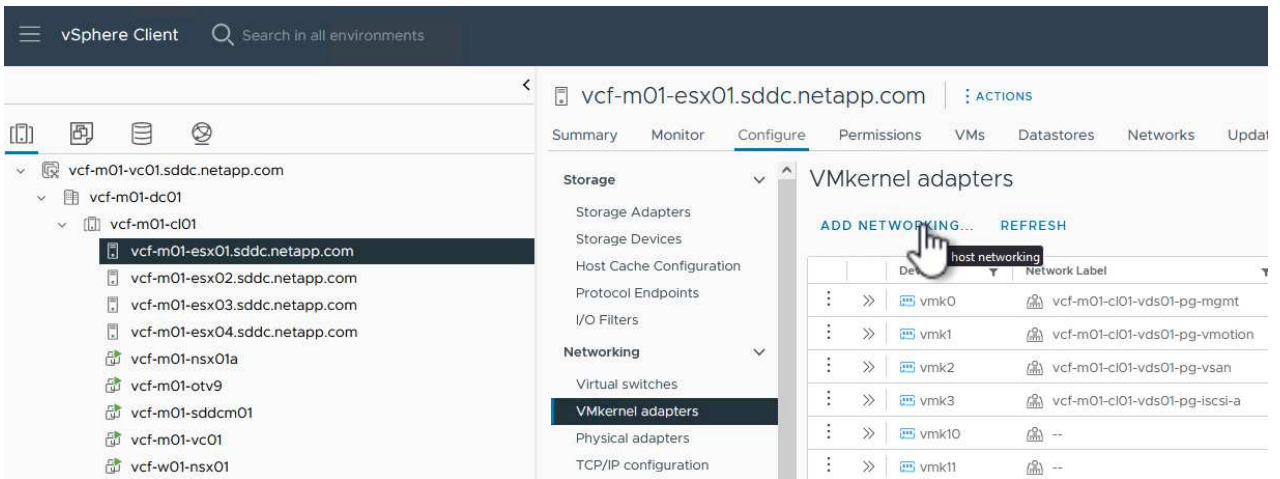 vSphere Client Search in all environments
vcf-m01-esx01.sddc.netapp.com ACTIONS
Summary Monitor Configure Permissions VMs Datastores Networks Updat
vcf-m01-vc01.sddc.netapp.com
vcf-m01-dc01
vcf-m01-cl01
vcf-m01-esx01.sddc.netapp.com
vcf-m01-esx02.sddc.netapp.com
vcf-m01-esx03.sddc.netapp.com
vcf-m01-esx04.sddc.netapp.com
vcf-m01-nsx01a
vcf-m01-otv9
vcf-m01-sddcm01
vcf-m01-vc01
vcf-w01-nsx01
Storage
Storage Adapters
Storage Devices
Host Cache Configuration
Protocol Endpoints
I/O Filters
Networking
Virtual switches
VMkernel adapters
Physical adapters
TCP/IP configuration
VMkernel adapters
ADD NETWORKING... REFRESH
host networking
Network Label
vmk0 vcf-m01-cl01-vds01-pg-mgmt
vmk1 vcf-m01-cl01-vds01-pg-vmotion
vmk2 vcf-m01-cl01-vds01-pg-vsan
vmk3 vcf-m01-cl01-vds01-pg-iscsi-a
vmk10 --
vmk11 --